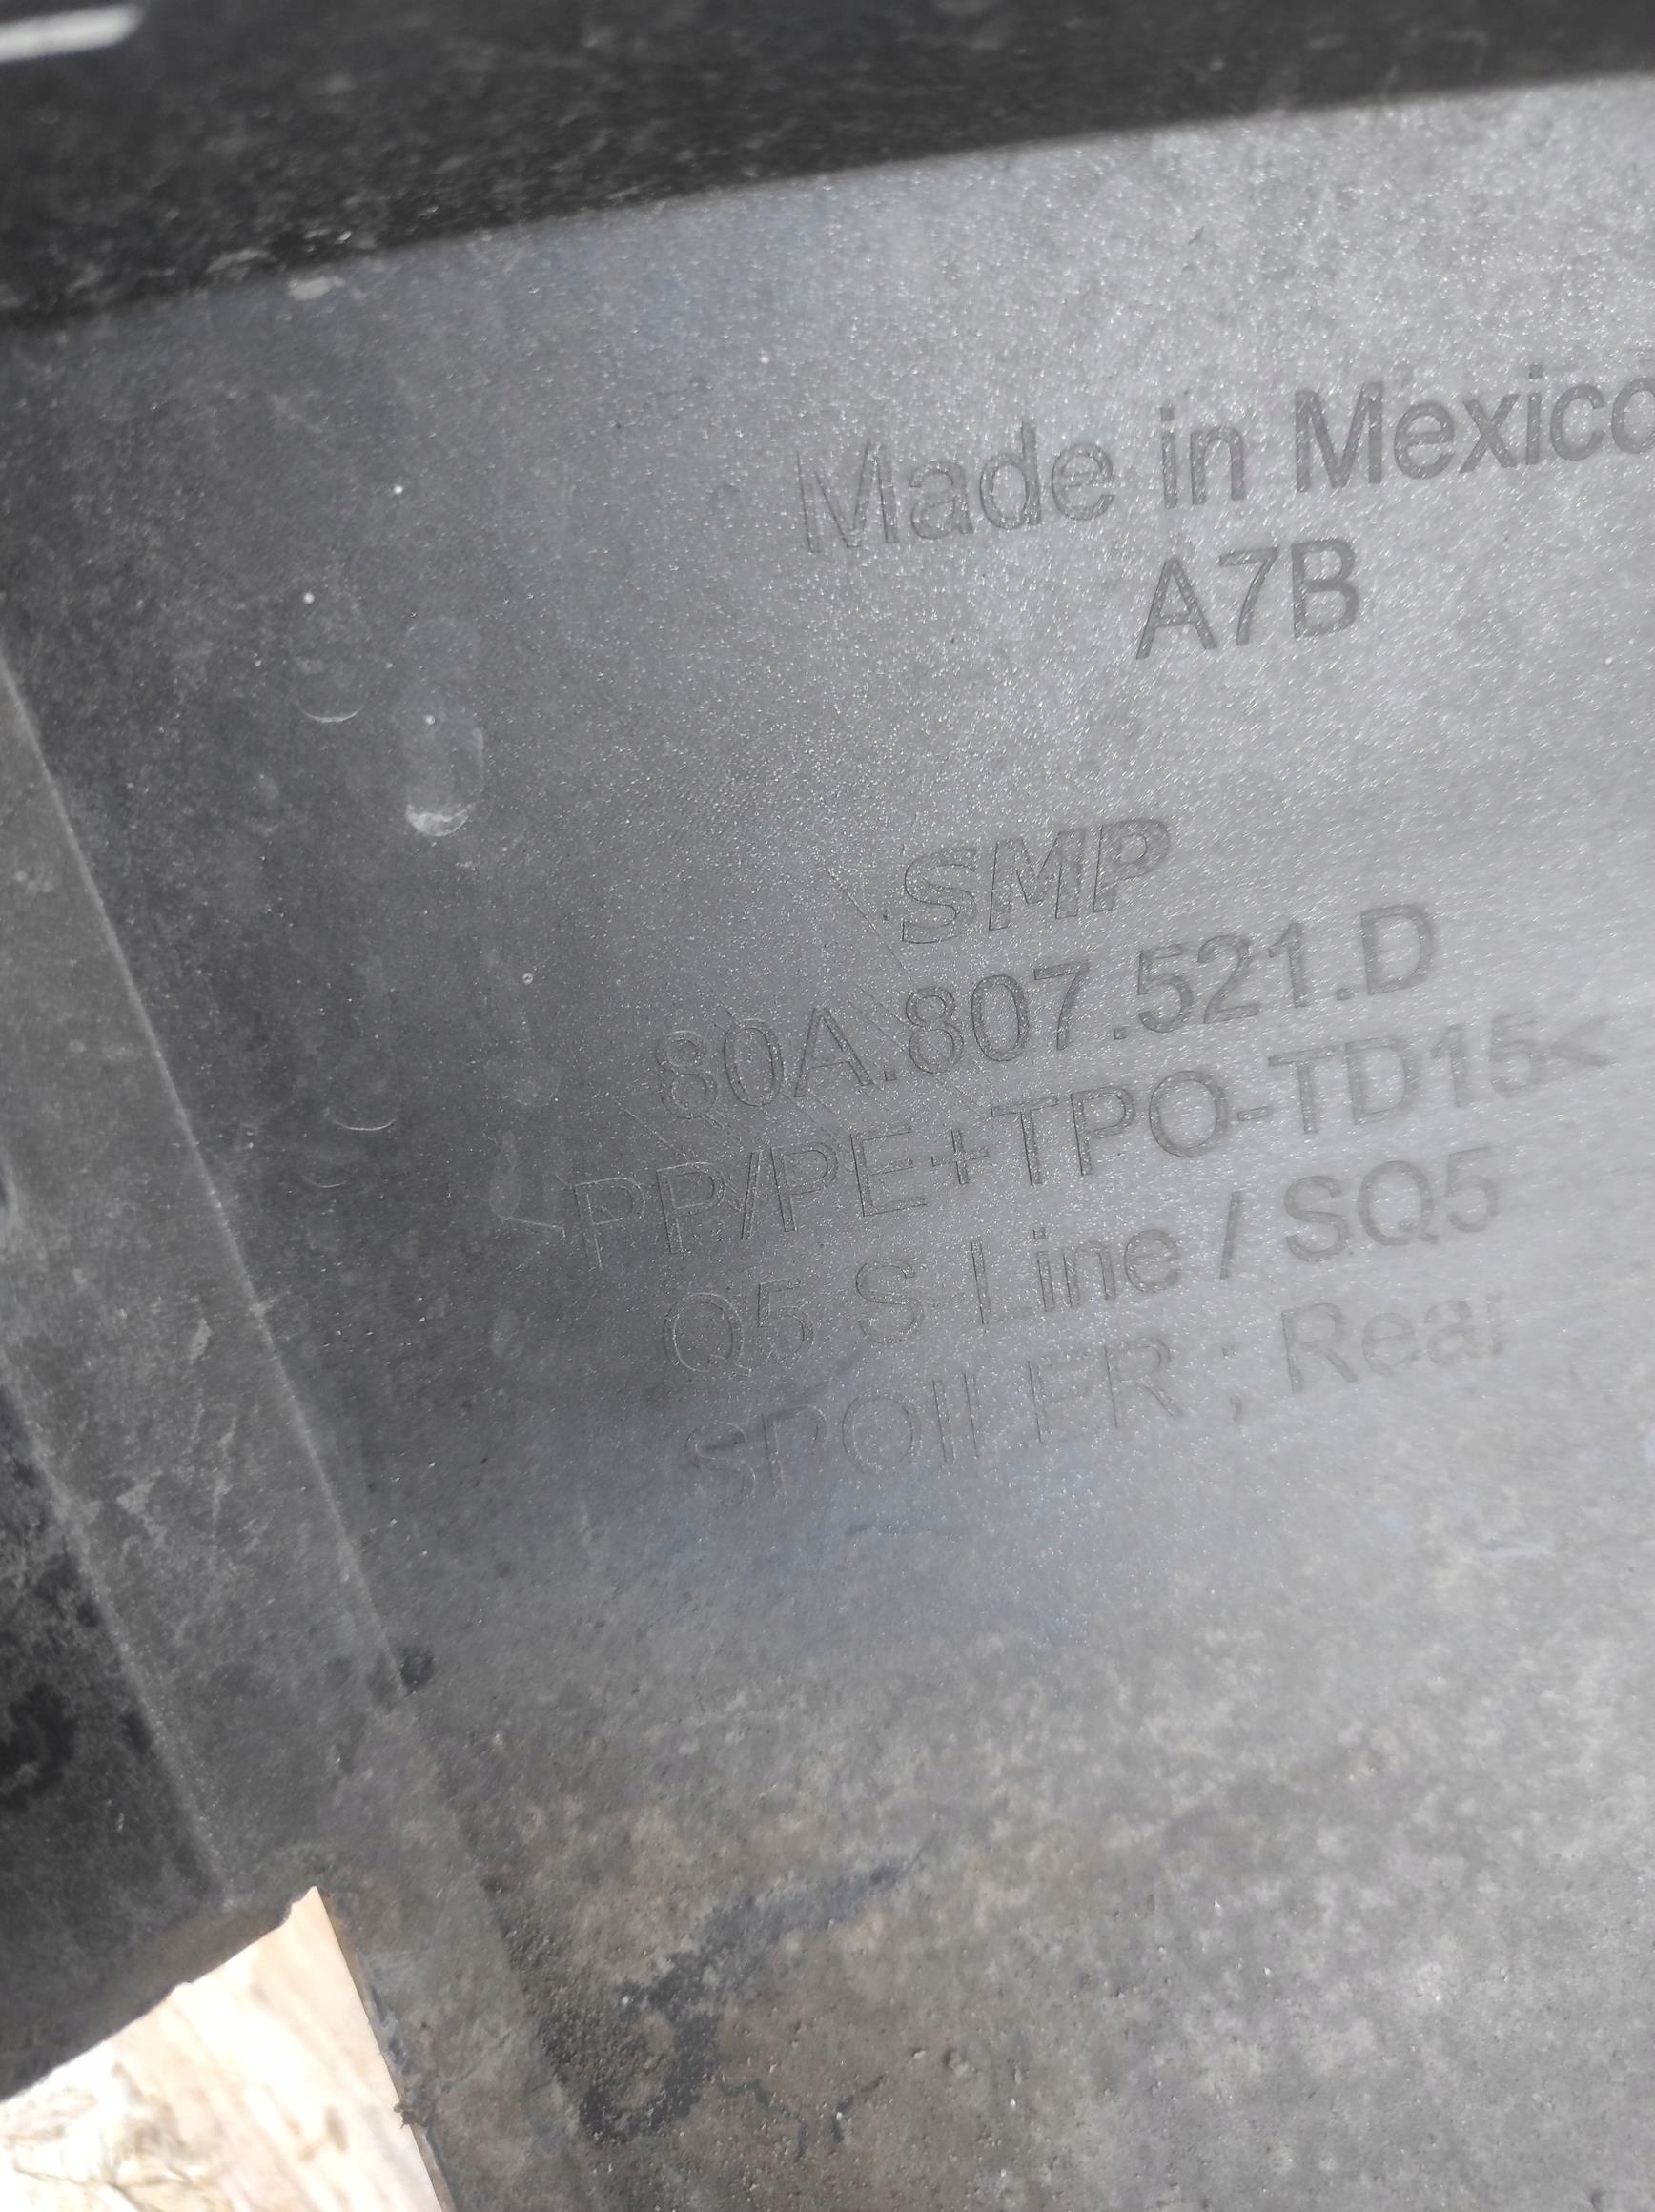 Made in Mexico
A7B
SMP
80A.807.521.D
>PP/PE+TPO-TD15<
Q5 S-Line / SQ5
SPOILER ; Rear